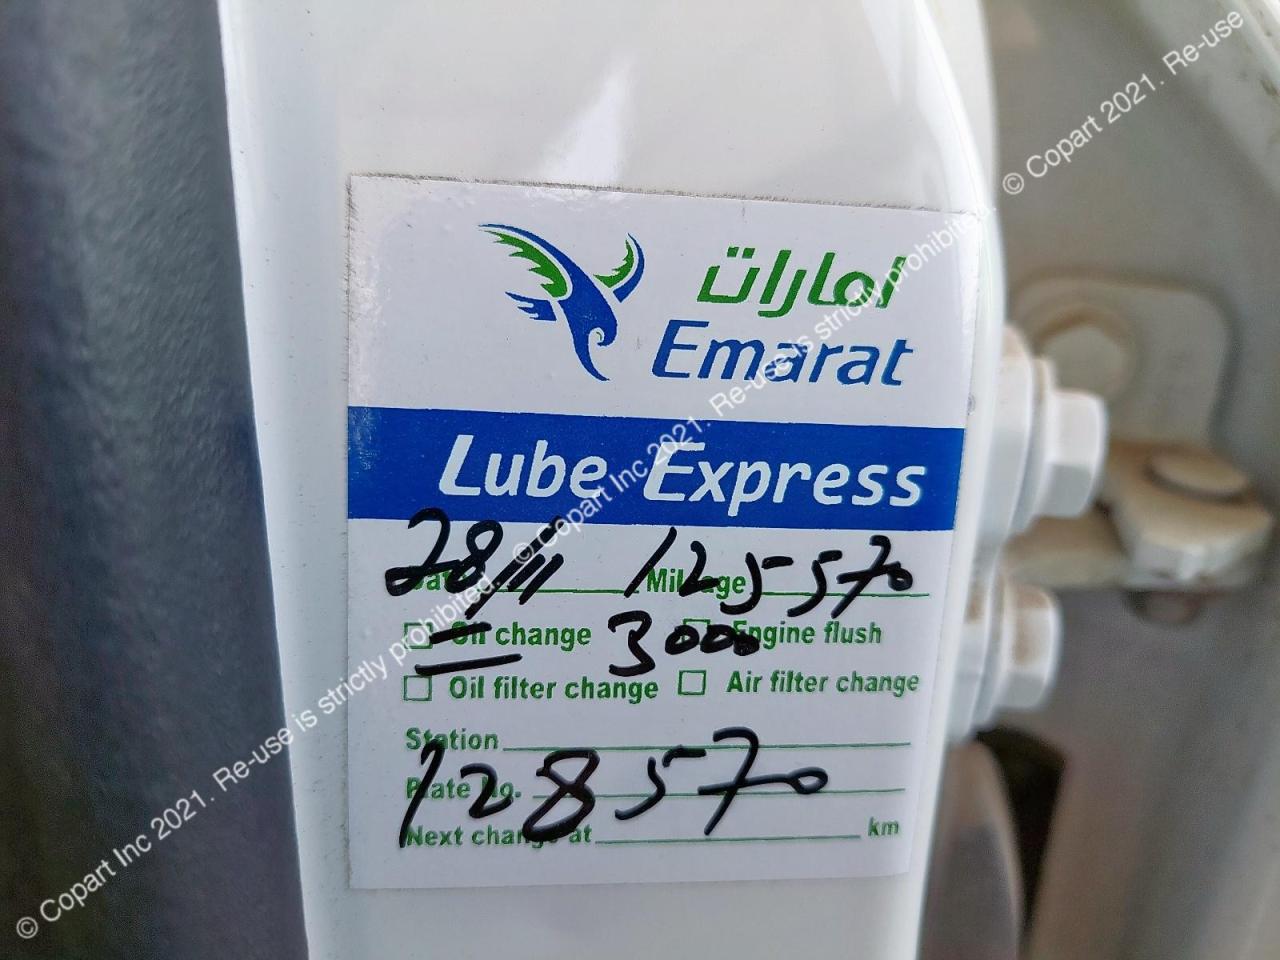 امارات
Emarat
Lube Express
28/11 125570
Date Mileage
Oil change 3000 Engine flush
Oil filter change Air filter change
Station
128570
Plate No.
Next change at km
© Copart Inc 2021. Re-use is strictly prohibited. © Copart Inc 2021. Re-use is strictly prohibited. © Copart 2021. Re-use